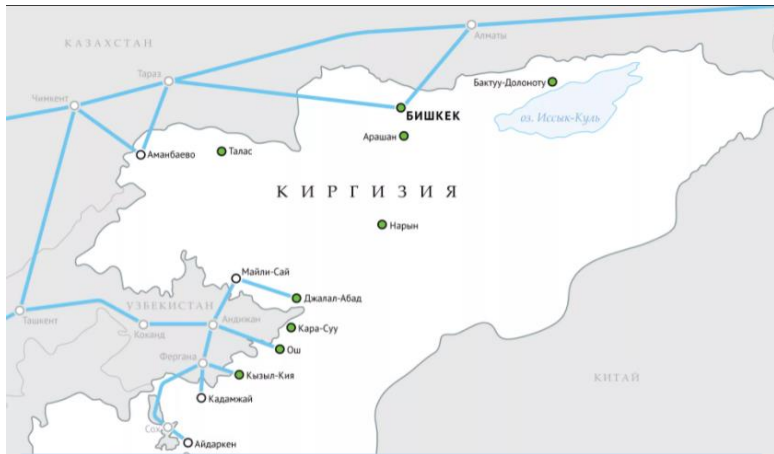 КАЗАХСТАН
Алматы
Тараз
Бактуу-Долоноту
Чимкент
БИШКЕК
оз. Иссык-Куль
Арашан
Аманбаево
Талас
КИРГИЗИЯ
Нарын
Майли-Сай
Джалал-Абад
УЗБЕКИСТАН
Ташкент
Андижан
Кара-Суу
Коканд
Ош
Фергана
Кызыл-Кия
КИТАЙ
Кадамжай
Сох
Айдаркен